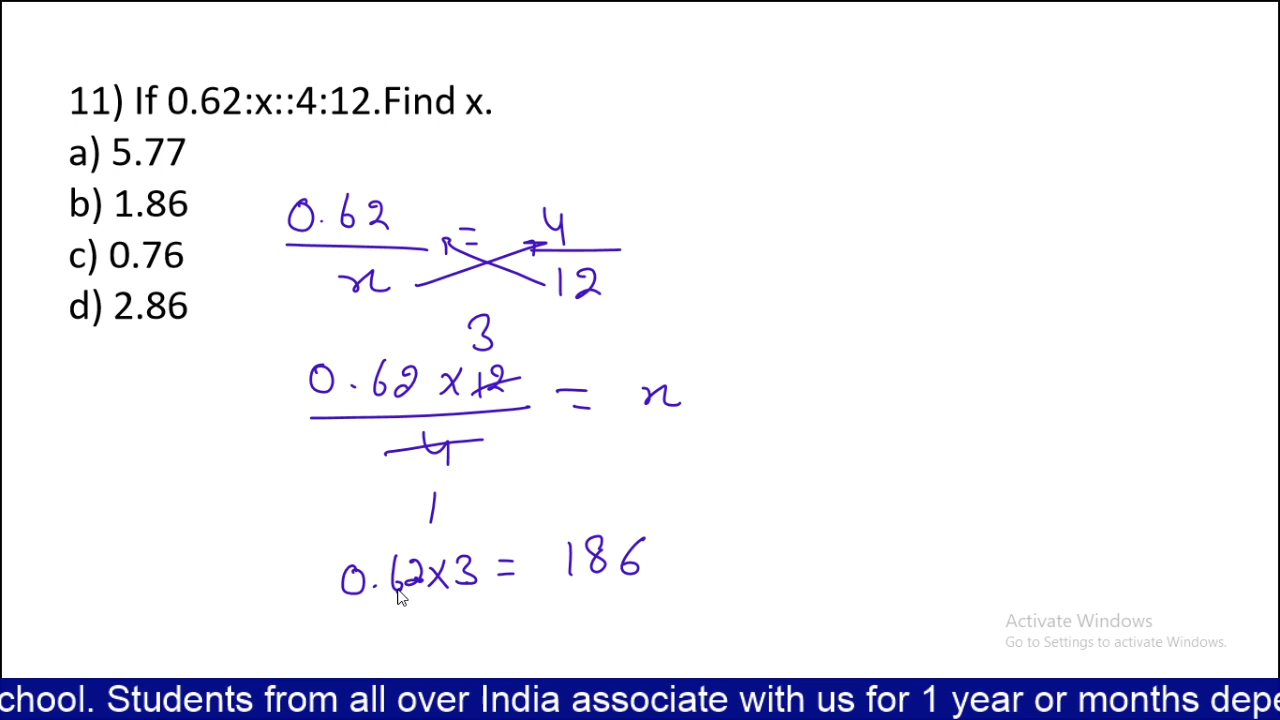 11) If 0.62:x::4:12.Find x.
a) 5.77
b) 1.86
c) 0.76
d) 2.86
0.62 = 4
x 12
3
0.62 x 12 = x
4
1
0.62x3 = 186
Activate Windows
Go to Settings to activate Windows.
chool. Students from all over India associate with us for 1 year or months depe